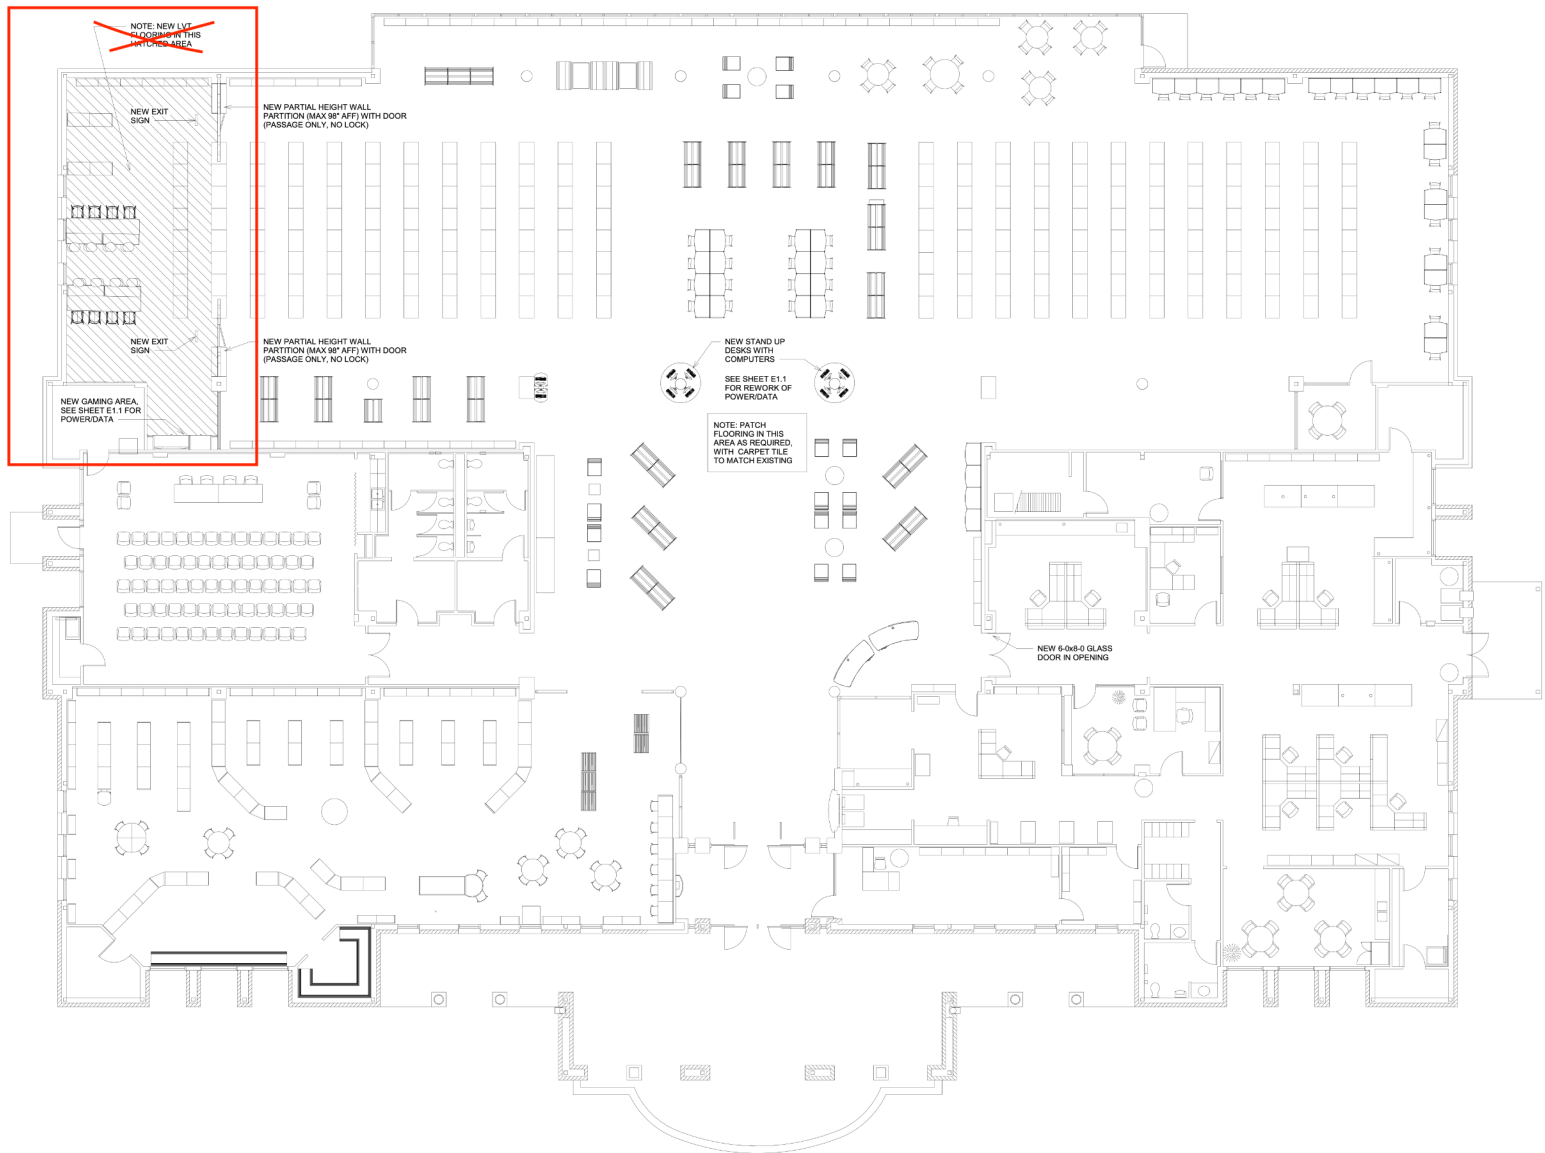 NOTE: NEW LVT
FLOORING IN THIS
HATCHED AREA
NEW EXIT
SIGN
NEW PARTIAL HEIGHT WALL
PARTITION (MAX 98" AFF) WITH DOOR
(PASSAGE ONLY, NO LOCK)
NEW EXIT
SIGN
NEW PARTIAL HEIGHT WALL
PARTITION (MAX 98" AFF) WITH DOOR
(PASSAGE ONLY, NO LOCK)
NEW STAND UP
DESKS WITH
COMPUTERS
SEE SHEET E1.1
FOR REWORK OF
POWER/DATA
NEW GAMING AREA,
SEE SHEET E1.1 FOR
POWER/DATA
NOTE: PATCH
FLOORING IN THIS
AREA AS REQUIRED,
WITH CARPET TILE
TO MATCH EXISTING
NEW 6-0x8-0 GLASS
DOOR IN OPENING